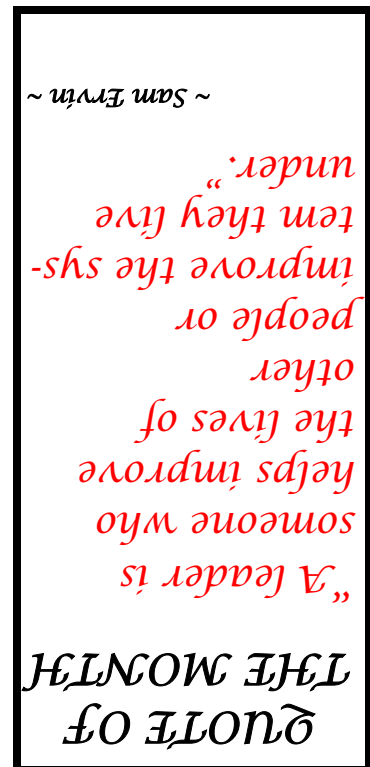 QUOTE OF
THE MONTH
“A leader is
someone who
helps improve
the lives of
other
people or
improve the sys-
tem they live
under.”
~ Sam Ervin ~